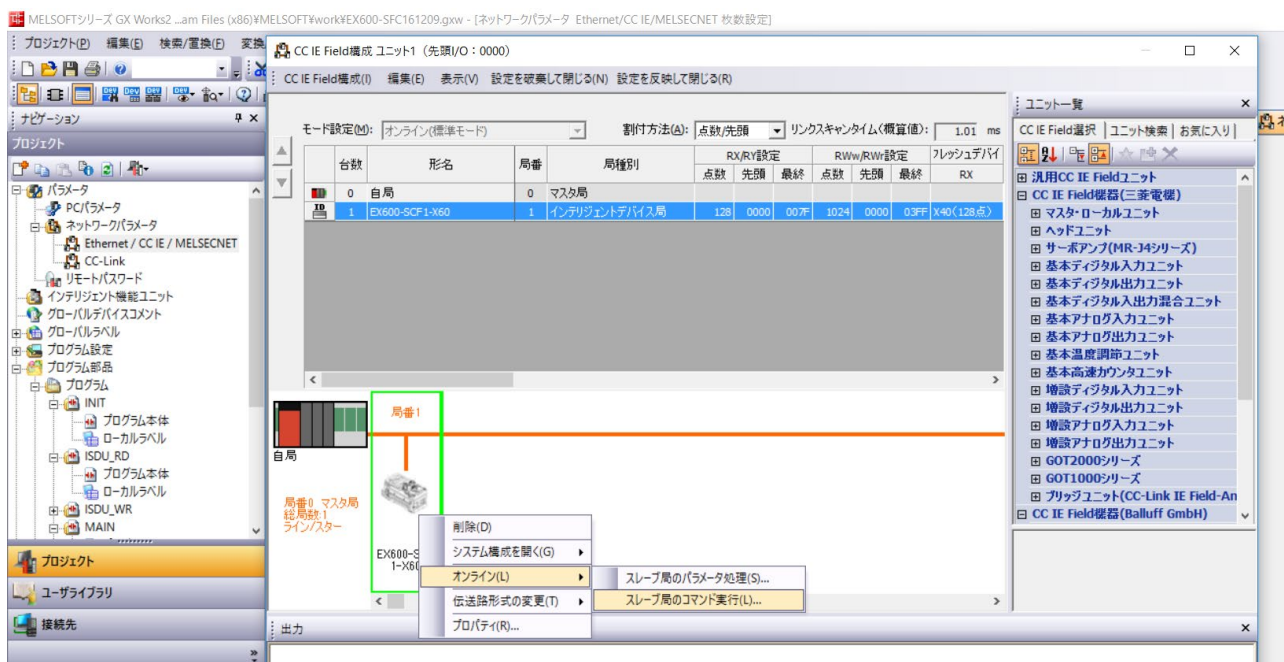 MELSOFTシリーズ GX Works2 ...am Files (x86)¥MELSOFT¥work¥EX600-SFC161209.gxw - [ネットワークパラメータ Ethernet/CC IE/MELSECNET 枚数設定]
プロジェクト(P) 編集(E) 検索/置換(F) 変換
ナビゲーション
プロジェクト
パラメータ
PCパラメータ
ネットワークパラメータ
Ethernet / CC IE / MELSECNET
CC-Link
リモートパスワード
インテリジェント機能ユニット
グローバルデバイスコメント
グローバルラベル
プログラム設定
プログラム部品
プログラム
INIT
プログラム本体
ローカルラベル
ISDU_RD
プログラム本体
ローカルラベル
ISDU_WR
MAIN
プロジェクト
ユーザライブラリ
接続先
CC IE Field構成 ユニット1（先頭I/O：0000）
CC IE Field構成(I) 編集(E) 表示(V) 設定を破棄して閉じる(N) 設定を反映して閉じる(R)
モード設定(M): オンライン(標準モード) 割付方法(A): 点数/先頭 リンクスキャンタイム(概算値): 1.01 ms
台数 形名 局番 局種別 RX/RY設定 RWw/RWr設定 フレッシュデバイ
点数 先頭 最終 点数 先頭 最終 RX
0 自局 0 マスタ局
1 EX600-SCF1-X60 1 インテリジェントデバイス局 128 0000 007F 1024 0000 03FF X40(128点)
局番1
自局
局番0 マスタ局
総局数:1
ライン/スター
EX600-S
1-X60
削除(D)
システム構成を開く(G)
オンライン(L)
伝送路形式の変更(T)
プロパティ(R)...
スレーブ局のパラメータ処理(S)...
スレーブ局のコマンド実行(L)...
出力
ユニット一覧
CC IE Field選択 ユニット検索 お気に入り
汎用CC IE Fieldユニット
CC IE Field機器(三菱電機)
マスタ・ローカルユニット
ヘッドユニット
サーボアンプ(MR-J4シリーズ)
基本ディジタル入力ユニット
基本ディジタル出力ユニット
基本ディジタル入出力混合ユニット
基本アナログ入力ユニット
基本アナログ出力ユニット
基本温度調節ユニット
基本高速カウンタユニット
増設ディジタル入力ユニット
増設ディジタル出力ユニット
増設アナログ入力ユニット
増設アナログ出力ユニット
GOT2000シリーズ
GOT1000シリーズ
ブリッジユニット(CC-Link IE Field-An
CC IE Field機器(Balluff GmbH)